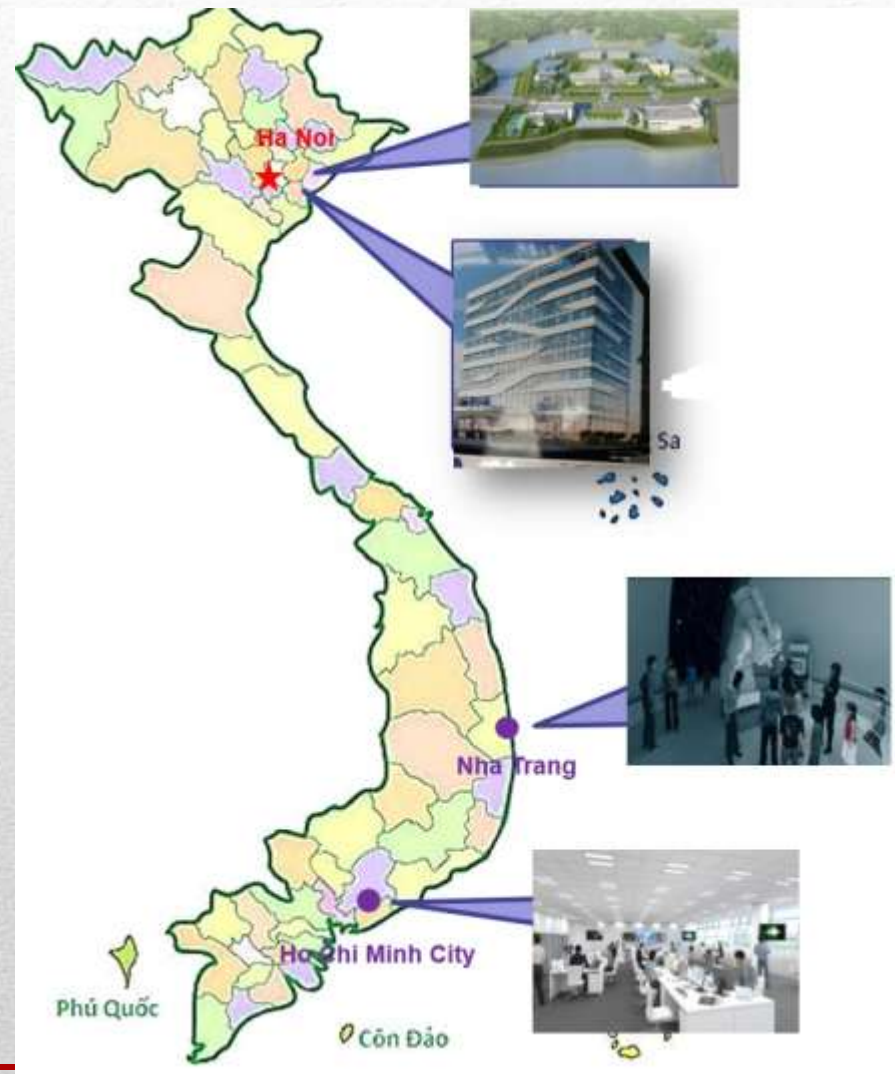 Ha Noi
Sa
Nha Trang
Ho Chi Minh City
Phú Quốc
Côn Đảo